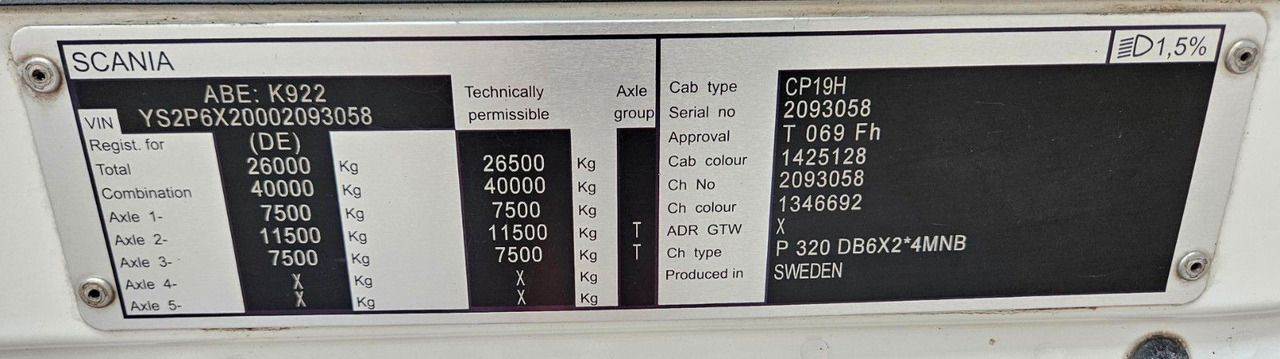 SCANIA
1,5%
ABE: K922
VIN YS2P6X20002093058
Technically permissible
Axle group
Regist. for (DE)
Total 26000 Kg 26500 Kg
Combination 40000 Kg 40000 Kg
Axle 1- 7500 Kg 7500 Kg
Axle 2- 11500 Kg 11500 Kg T
Axle 3- 7500 Kg 7500 Kg T
Axle 4- X Kg X Kg
Axle 5- X Kg X Kg
Cab type CP19H
Serial no 2093058
Approval T 069 Fh
Cab colour 1425128
Ch No 2093058
Ch colour 1346692
ADR GTW X
Ch type P 320 DB6X2*4MNB
Produced in SWEDEN